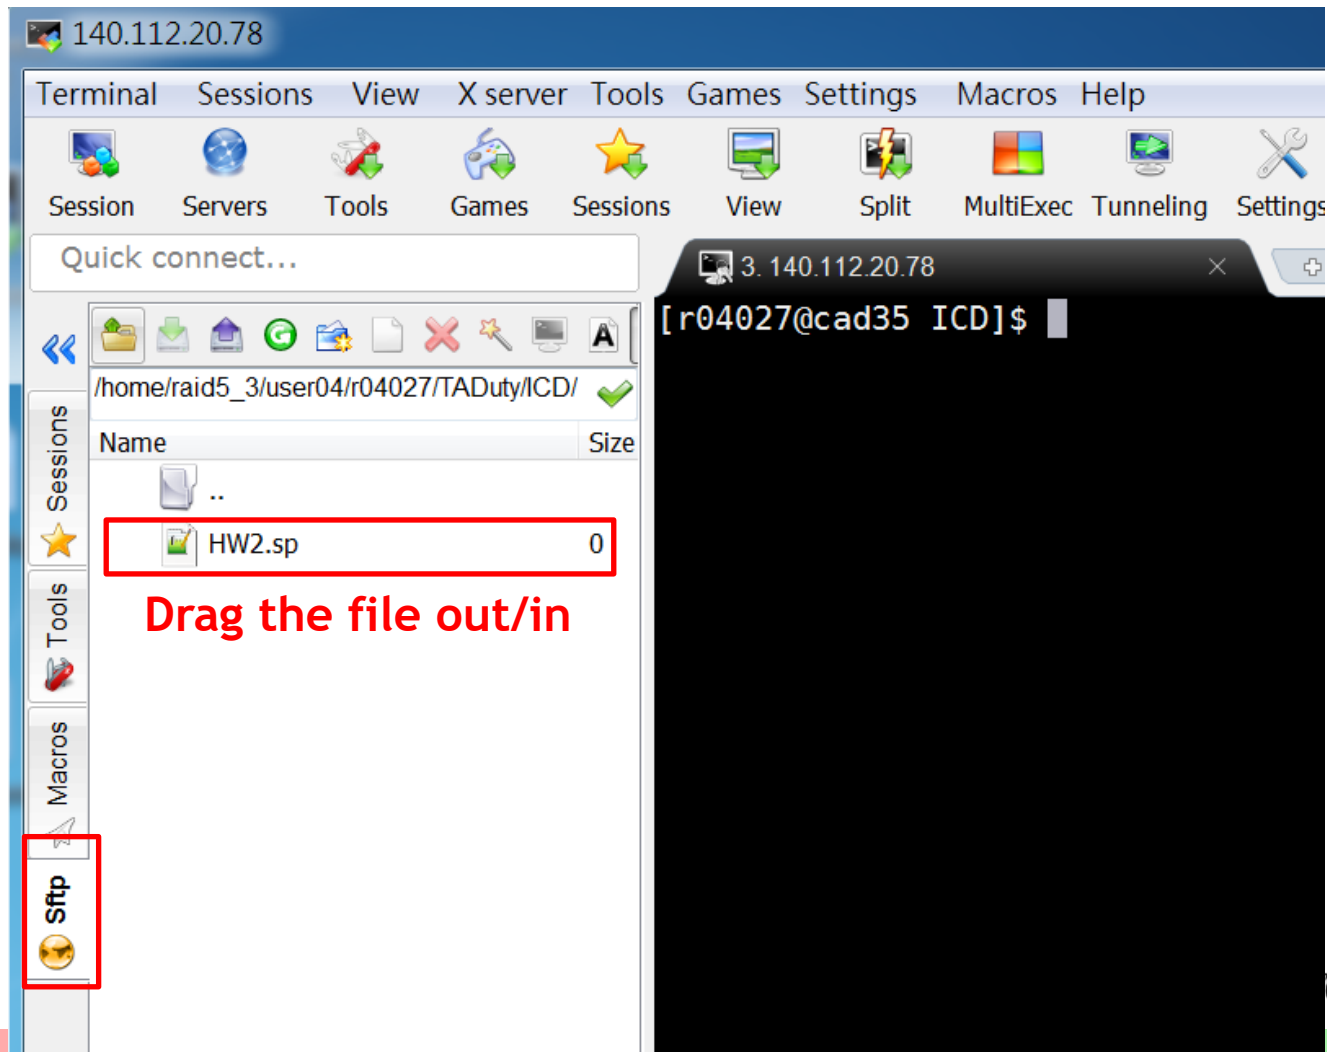 140.112.20.78
Terminal Sessions View X server Tools Games Settings Macros Help
Session Servers Tools Games Sessions View Split MultiExec Tunneling Settings
Quick connect...
3. 140.112.20.78
[r04027@cad35 ICD]$
/home/raid5_3/user04/r04027/TADuty/ICD/
Name Size
..
HW2.sp 0
Drag the file out/in
Sessions
Tools
Macros
Sftp